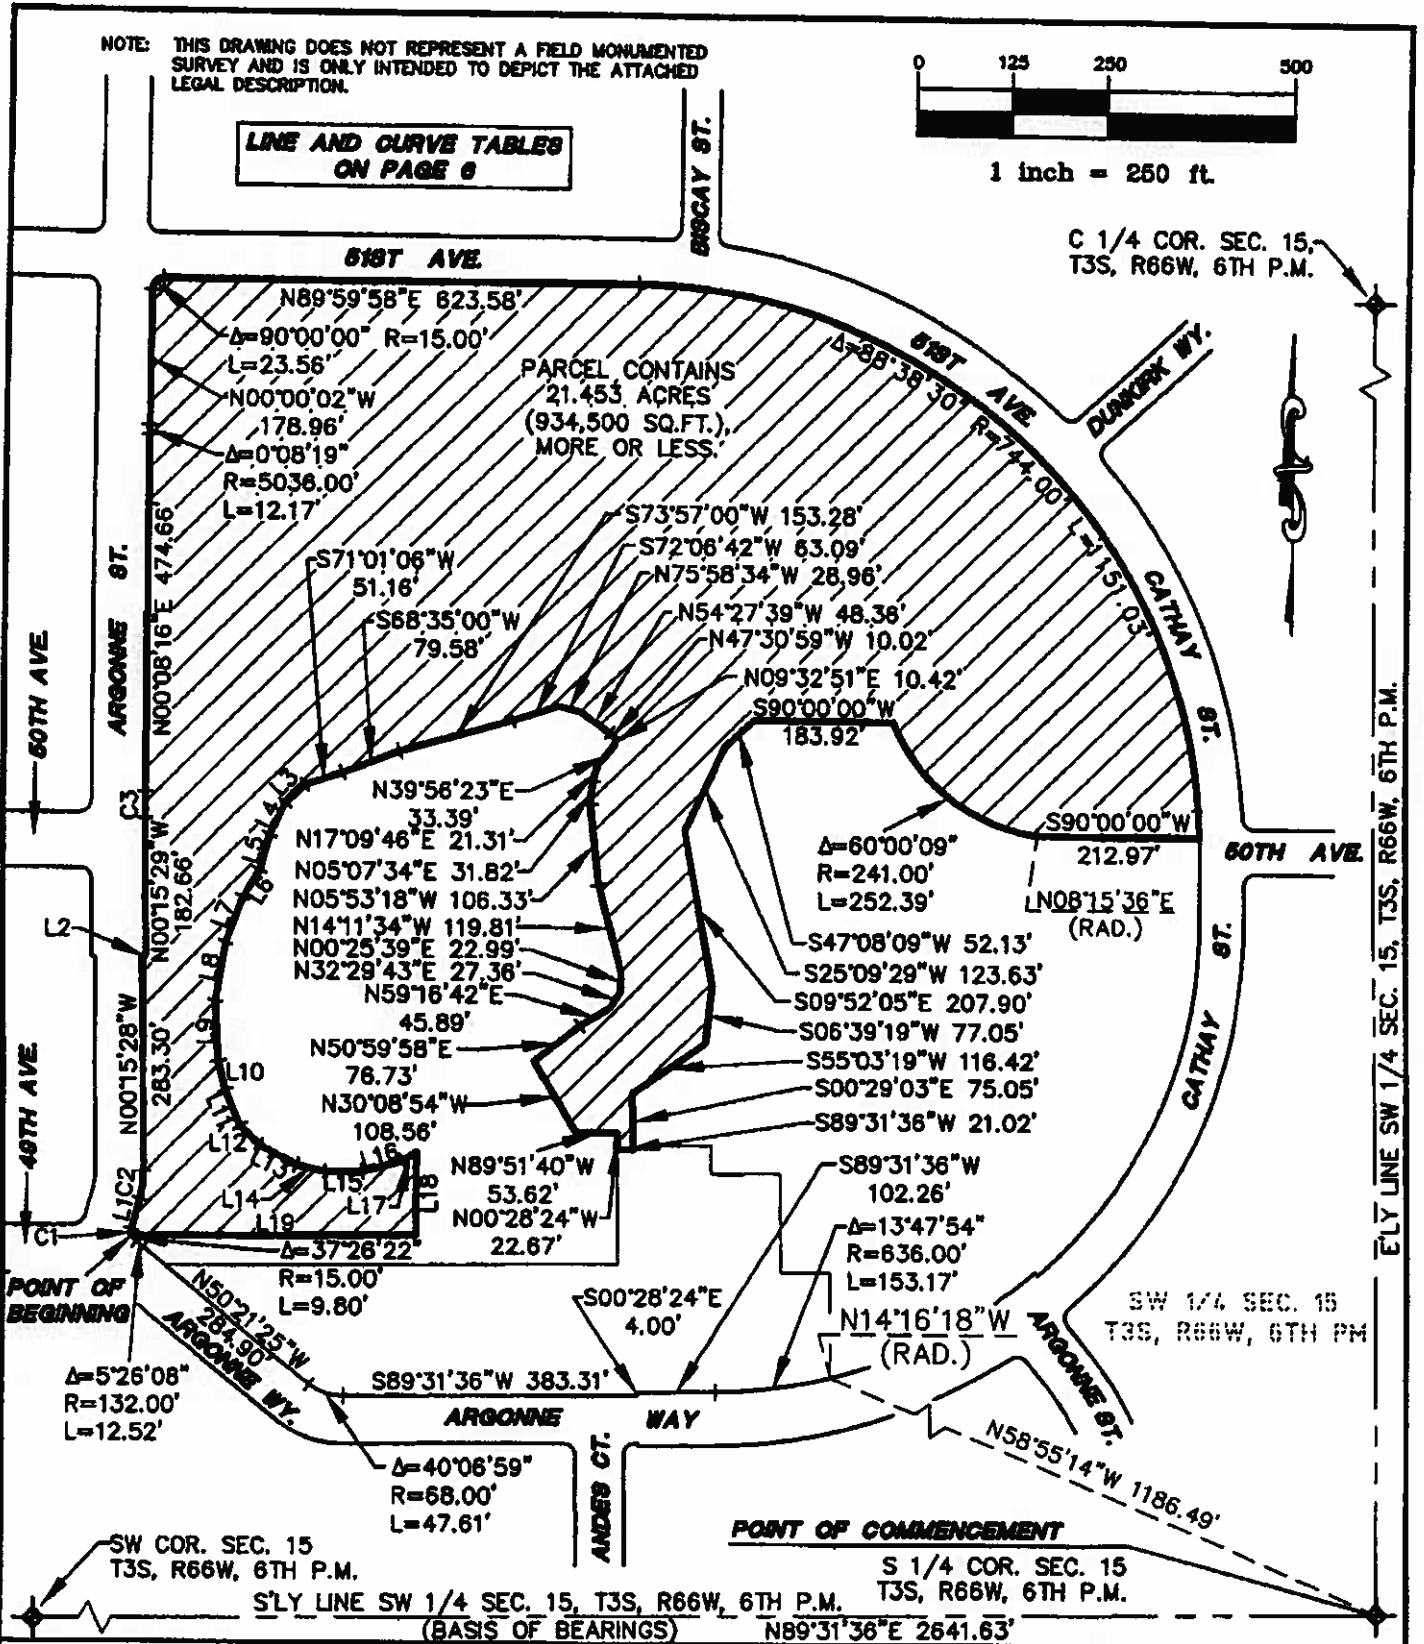 NOTE: THIS DRAWING DOES NOT REPRESENT A FIELD MONUMENTED
SURVEY AND IS ONLY INTENDED TO DEPICT THE ATTACHED
LEGAL DESCRIPTION.
0 125 250 500
1 inch = 250 ft.
LINE AND CURVE TABLES
ON PAGE 6
BISCAY ST.
C 1/4 COR. SEC. 15,
T3S, R66W, 6TH P.M.
51ST AVE.
N89°59'58"E 623.58'
Δ=90°00'00" R=15.00'
L=23.56'
N00°00'02"W
178.96'
Δ=0°08'19"
R=5036.00'
L=12.17'
PARCEL CONTAINS
21.453 ACRES
(934,500 SQ.FT.),
MORE OR LESS.
51ST AVE.
DUNKIRK WY.
Δ=88°38'30"
R=744.00'
L=1,151.03'
CATHAY ST.
ARGONNE ST.
N00°08'16"E 474.66'
50TH AVE.
S73°57'00"W 153.28'
S72°06'42"W 63.09'
N75°58'34"W 28.96'
N54°27'39"W 48.36'
N47°30'59"W 10.02'
N09°32'51"E 10.42'
S90°00'00"W
183.92'
S71°01'06"W
51.16'
S68°35'00"W
79.58'
N39°56'23"E
33.39'
N17°09'46"E 21.31'
N05°07'34"E 31.82'
N05°53'18"W 106.33'
N14°11'34"W 119.81'
N00°25'39"E 22.99'
N32°29'43"E 27.36'
N59°16'42"E
45.89'
N50°59'58"E
76.73'
N30°08'54"W
108.56'
N89°51'40"W
53.62'
N00°28'24"W
22.67'
Δ=60°00'09"
R=241.00'
L=252.39'
S90°00'00"W
212.97'
50TH AVE.
N08°15'36"E
(RAD.)
S47°08'09"W 52.13'
S25°09'29"W 123.63'
S09°52'05"E 207.90'
S06°39'19"W 77.05'
S55°03'19"W 116.42'
S00°29'03"E 75.05'
S89°31'36"W 21.02'
CATHAY ST.
E'LY LINE SW 1/4 SEC. 15, T3S, R66W, 6TH P.M.
C3
N00°15'29"W
182.66'
L2
N00°15'28"W
283.30'
49TH AVE.
L3
L4
L5
L6
L7
L8
L9
L10
L11
L12
L13
L14
L15
L16
L17
L18
L19
L1
C2
C1
POINT OF
BEGINNING
Δ=37°26'22"
R=15.00'
L=9.80'
S89°31'36"W
102.26'
Δ=13°47'54"
R=636.00'
L=153.17'
S00°28'24"E
4.00'
N14°16'18"W
(RAD.)
SW 1/4 SEC. 15
T3S, R66W, 6TH PM
ARGONNE ST.
N50°21'25"W
284.90'
ARGONNE WY.
Δ=5°26'08"
R=132.00'
L=12.52'
S89°31'36"W 383.31'
ARGONNE WAY
ANDES CT.
Δ=40°06'59"
R=68.00'
L=47.61'
N58°55'14"W 1186.49'
POINT OF COMMENCEMENT
S 1/4 COR. SEC. 15
T3S, R66W, 6TH P.M.
SW COR. SEC. 15
T3S, R66W, 6TH P.M.
S'LY LINE SW 1/4 SEC. 15, T3S, R66W, 6TH P.M.
(BASIS OF BEARINGS) N89°31'36"E 2641.63'